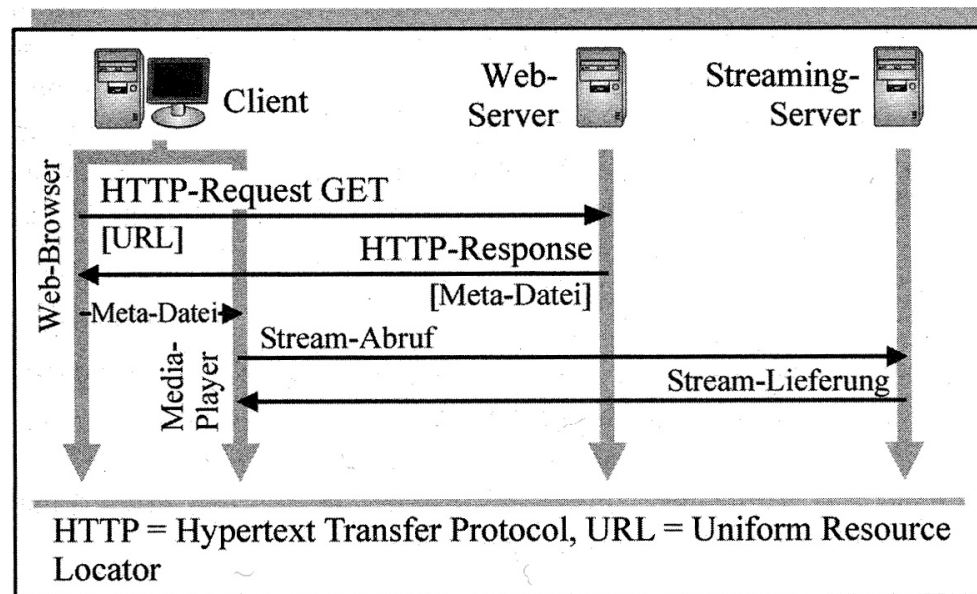 Client
Web-
Server
Streaming-
Server
Web-Browser
HTTP-Request GET
[URL]
HTTP-Response
[Meta-Datei]
Meta-Datei
Media-
Player
Stream-Abruf
Stream-Lieferung
HTTP = Hypertext Transfer Protocol, URL = Uniform Resource
Locator